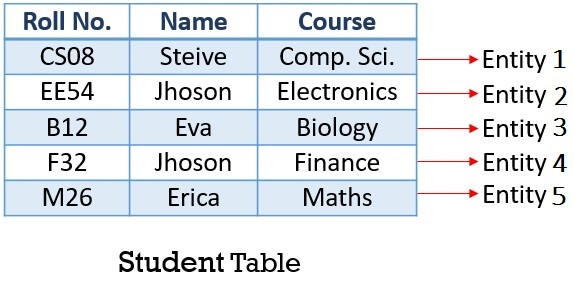 Roll No. Name Course
CS08 Steive Comp. Sci. Entity 1
EE54 Jhoson Electronics Entity 2
B12 Eva Biology Entity 3
F32 Jhoson Finance Entity 4
M26 Erica Maths Entity 5
Student Table